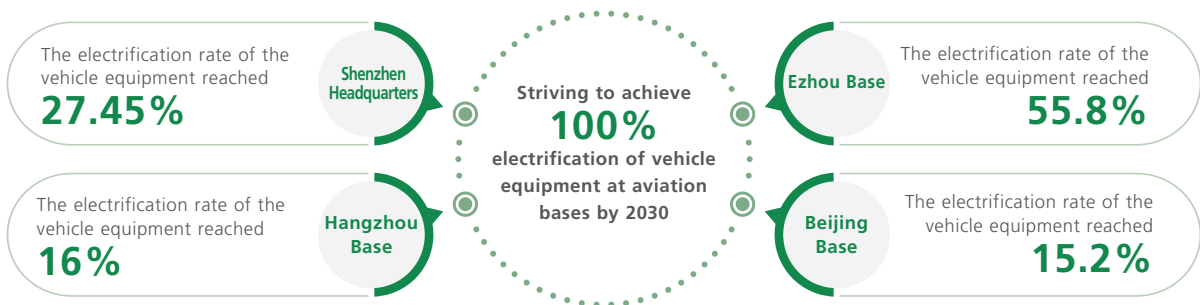 The electrification rate of the
vehicle equipment reached
27.45%
Shenzhen
Headquarters
The electrification rate of the
vehicle equipment reached
16%
Hangzhou
Base
Striving to achieve
100%
electrification of vehicle
equipment at aviation
bases by 2030
Ezhou Base
The electrification rate of the
vehicle equipment reached
55.8%
Beijing
Base
The electrification rate of the
vehicle equipment reached
15.2%